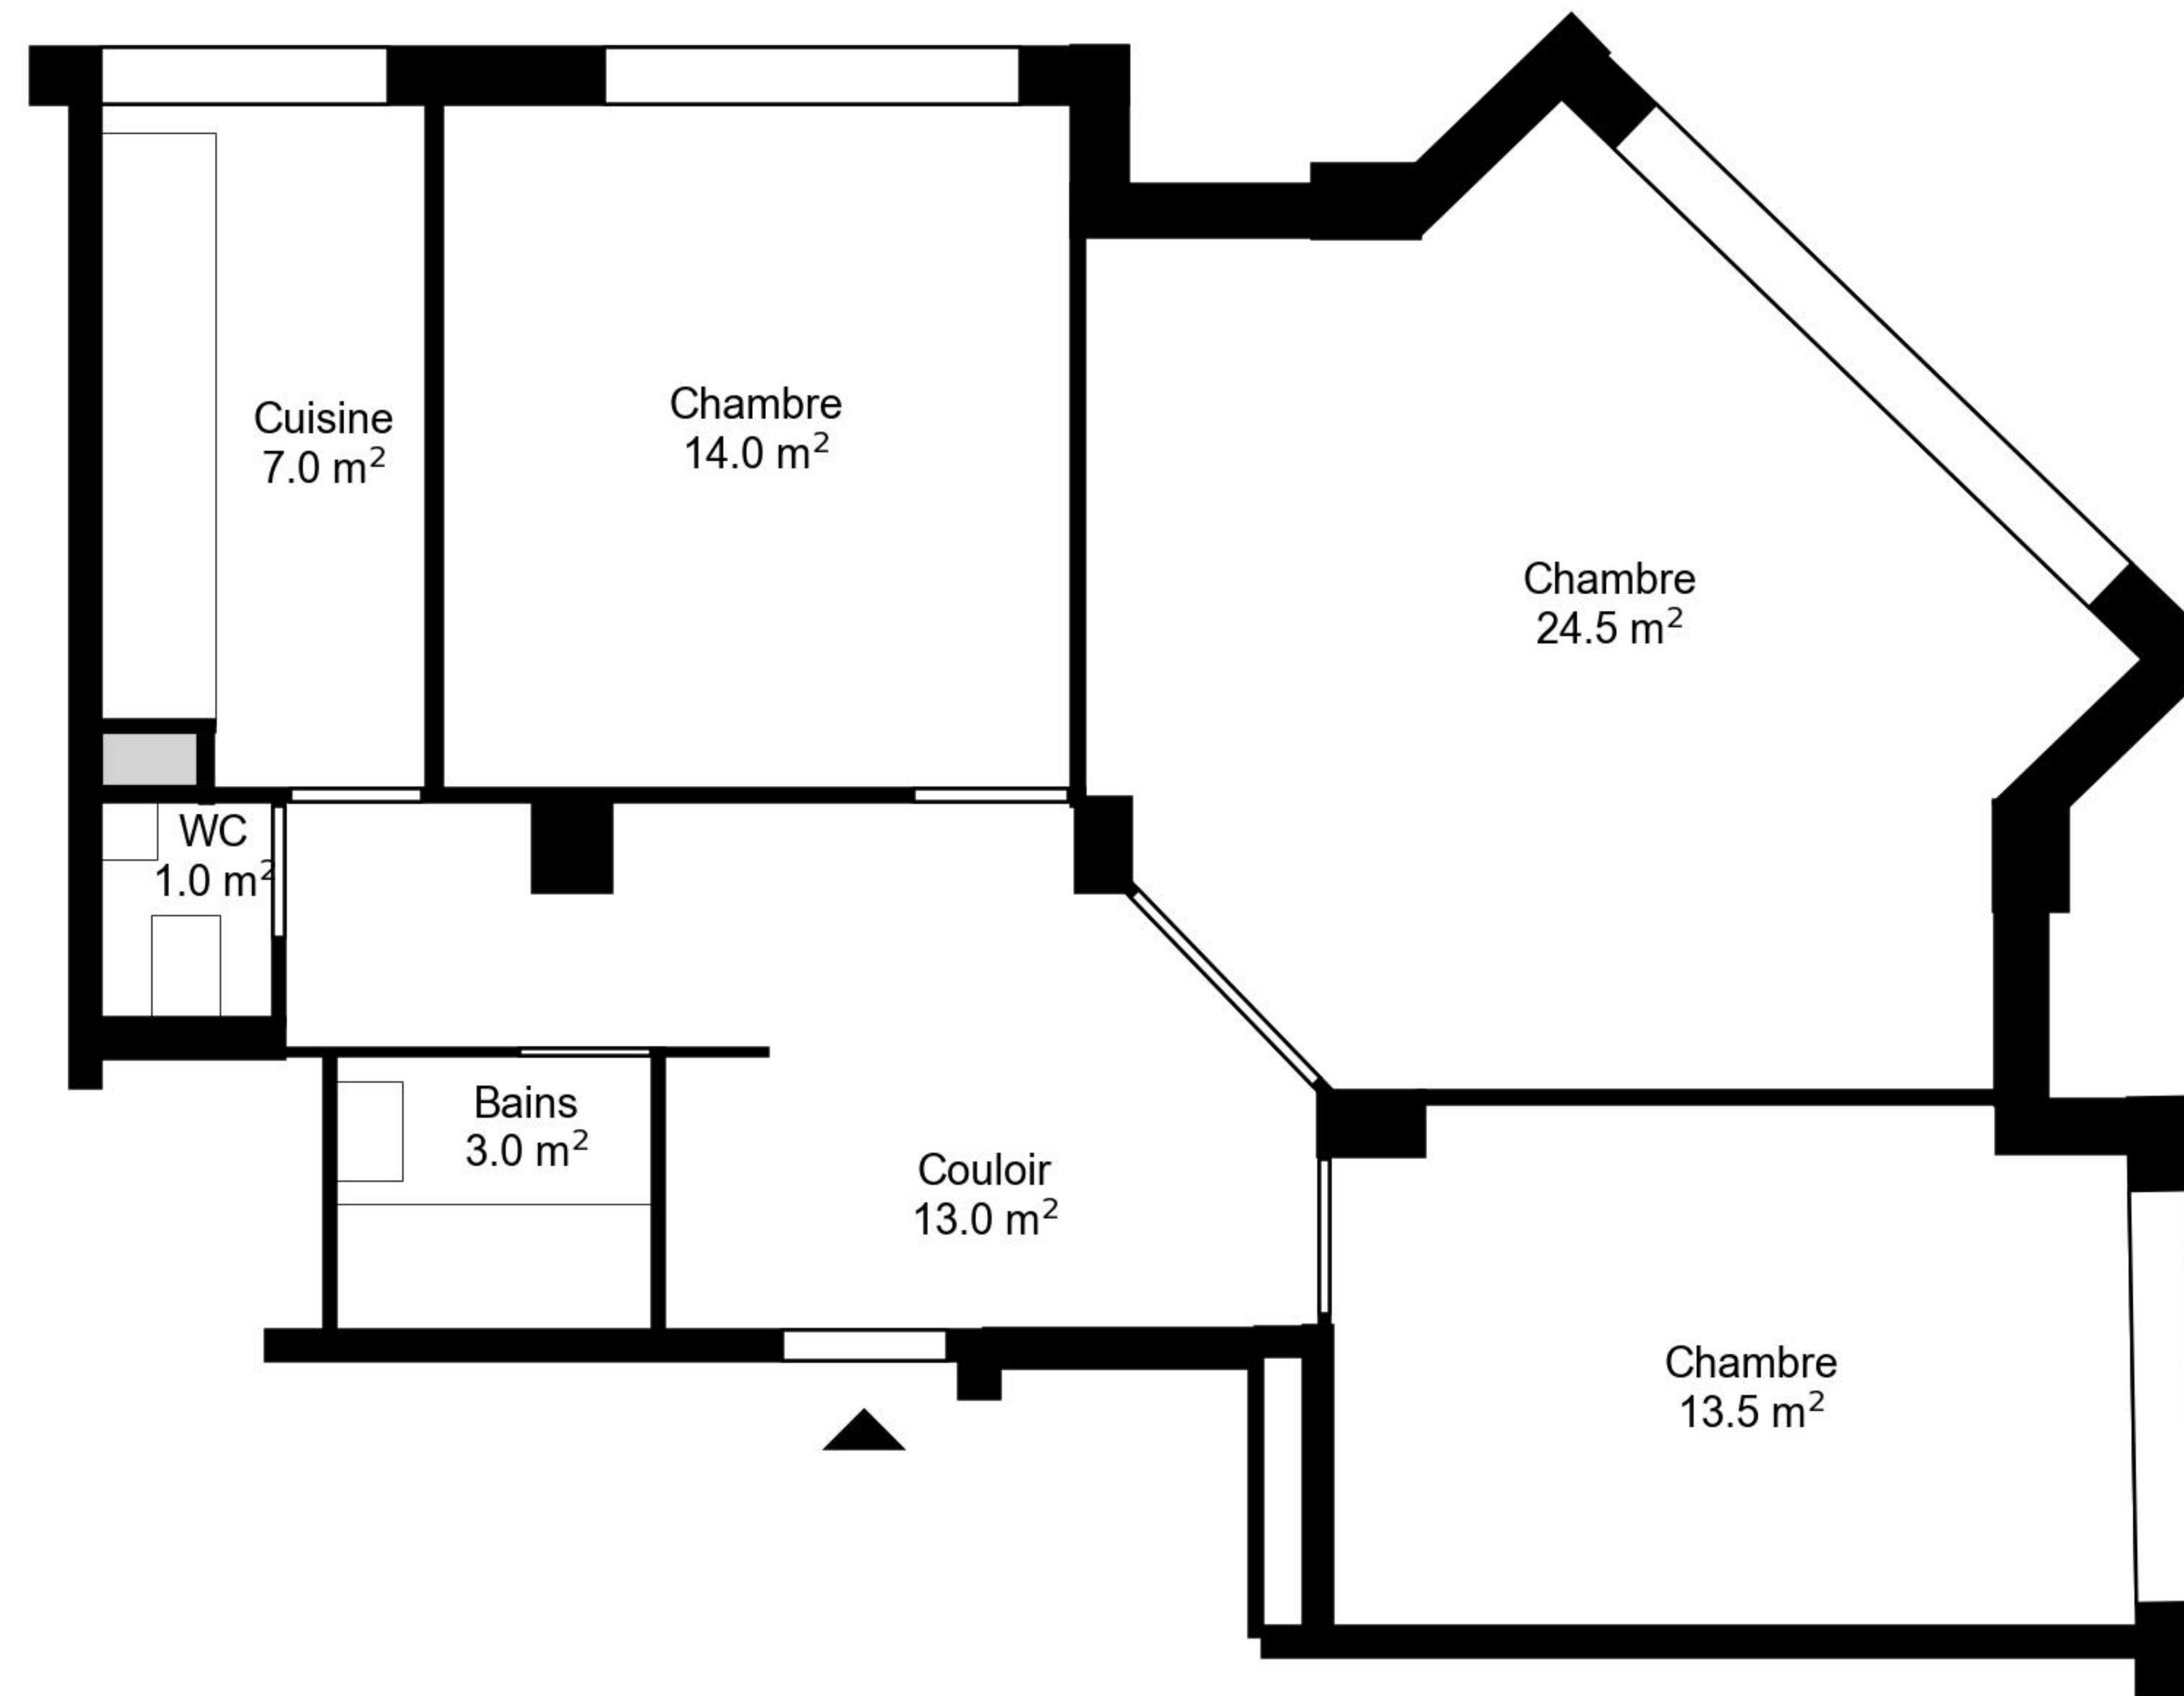 Cuisine
7.0 m²
Chambre
14.0 m²
Chambre
24.5 m²
WC
1.0 m²
Bains
3.0 m²
Couloir
13.0 m²
Chambre
13.5 m²